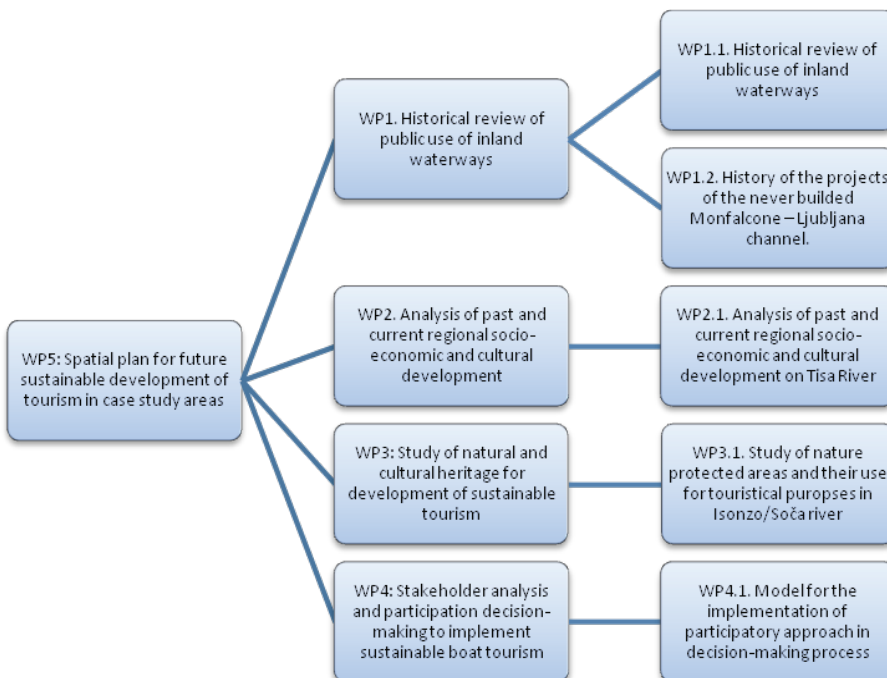 WP5: Spatial plan for future
sustainable development of
tourism in case study areas
WP1. Historical review of
public use of inland
waterways
WP1.1. Historical review of
public use of inland
waterways
WP1.2. History of the projects
of the never builded
Monfalcone – Ljubljana
channel.
WP2. Analysis of past and
current regional socio-
economic and cultural
development
WP2.1. Analysis of past and
current regional socio-
economic and cultural
development on Tisa River
WP3: Study of natural and
cultural heritage for
development of sustainable
tourism
WP3.1. Study of nature
protected areas and their use
for touristical puropses in
Isonzo/Soča river
WP4: Stakeholder analysis
and participation decision-
making to implement
sustainable boat tourism
WP4.1. Model for the
implementation of
participatory approach in
decision-making process